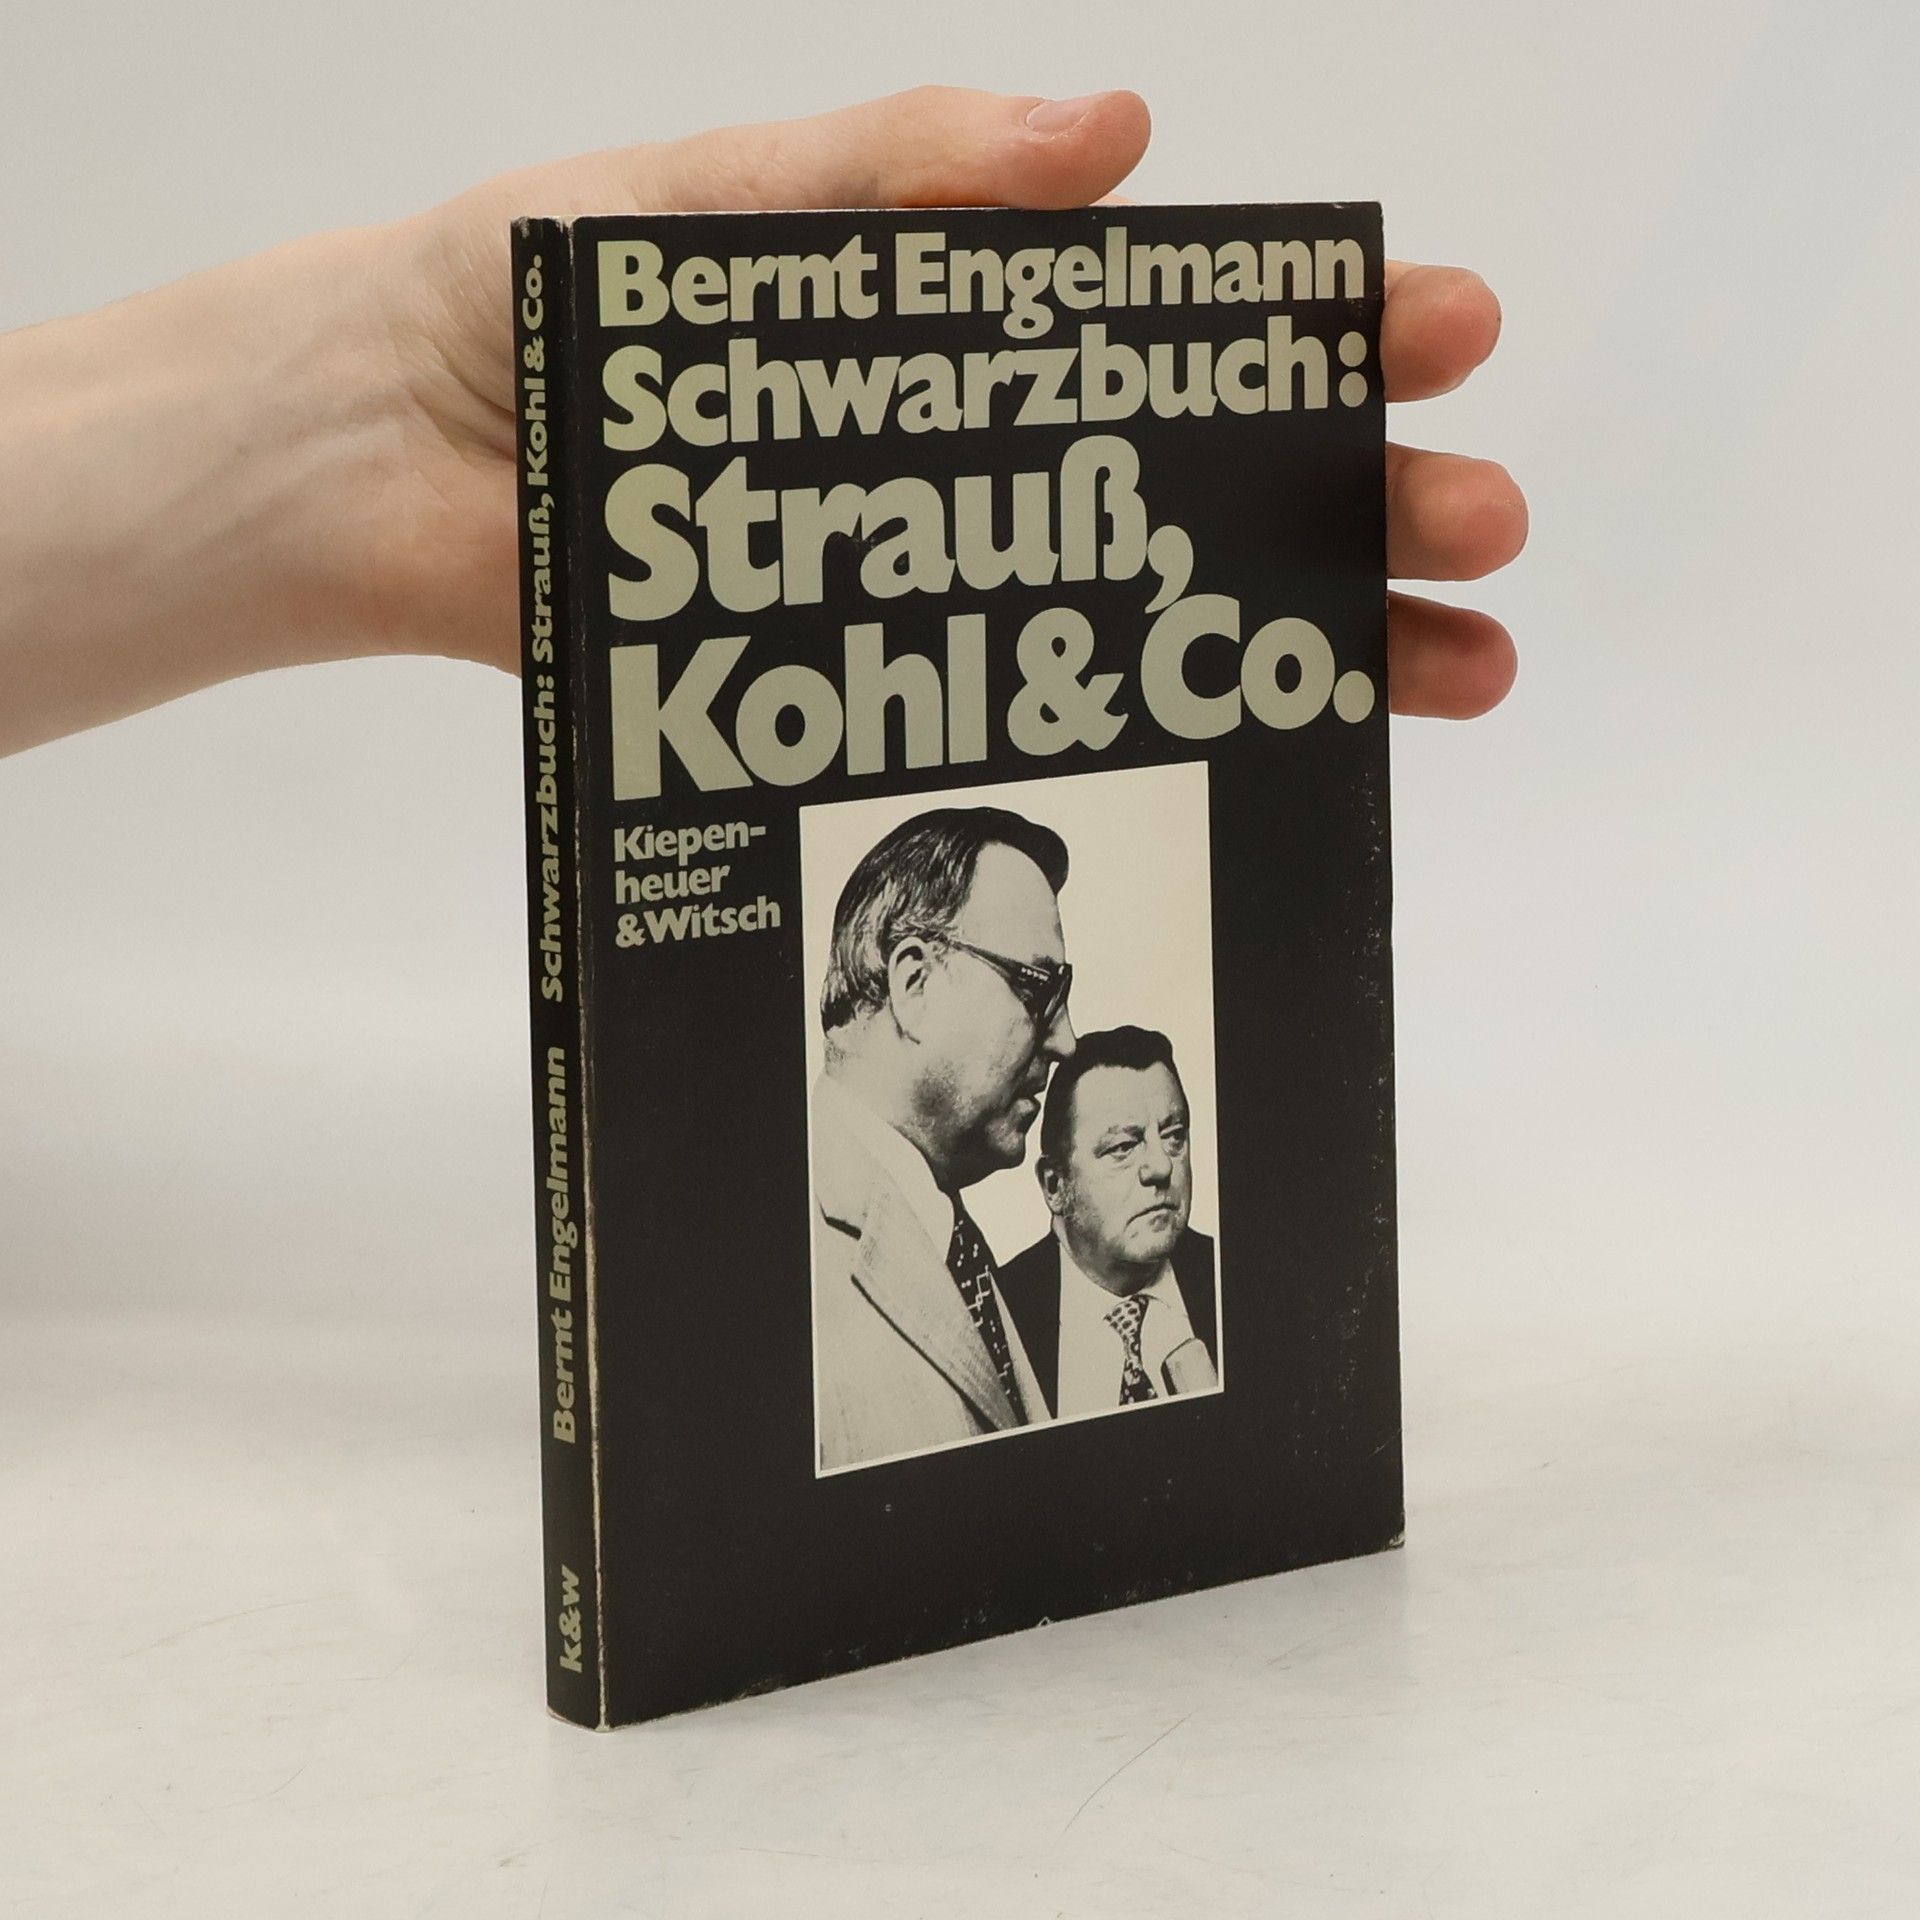 Bernt Engelmann
Schwarzbuch:
Strauß,
Kohl & Co.
Kiepen-
heuer
&Witsch
Bernt Engelmann Schwarzbuch: Strauß, Kohl & Co.
k&w